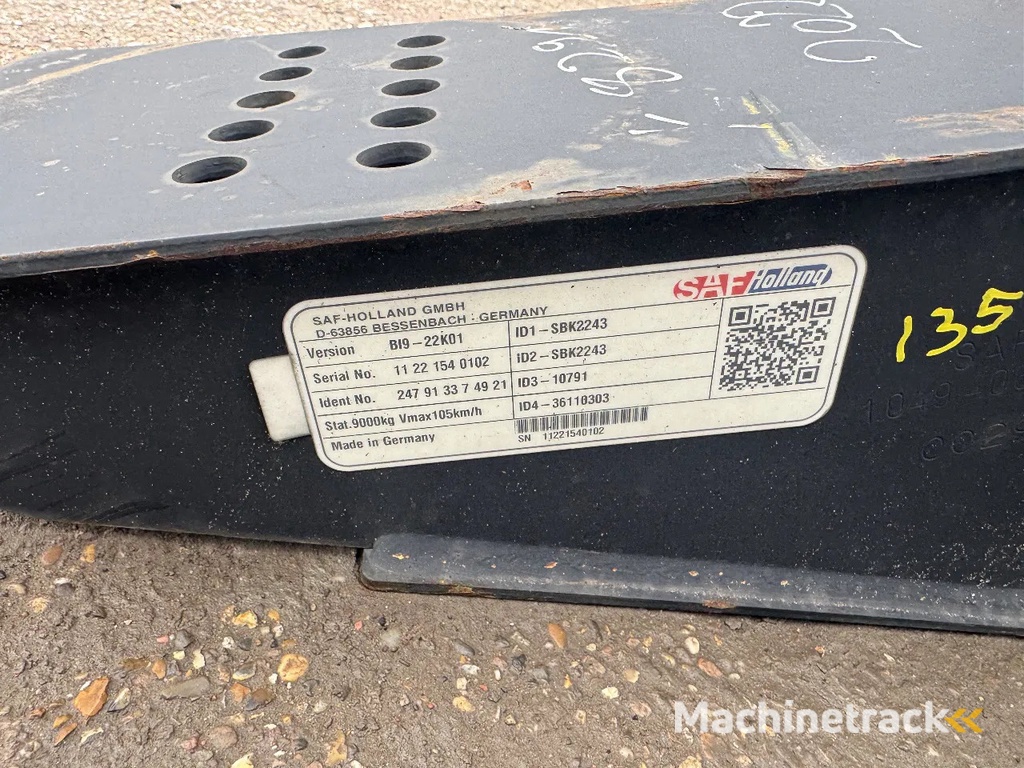 SAF Holland
SAF-HOLLAND GMBH
D-63856 BESSENBACH · GERMANY
Version BI9-22K01
Serial No. 11 22 154 0102
Ident No. 247 91 33 7 49 21
Stat.9000kg Vmax105km/h
Made in Germany
ID1-SBK2243
ID2-SBK2243
ID3-10791
ID4-36110303
SN 11221540102
135
Machinetrack